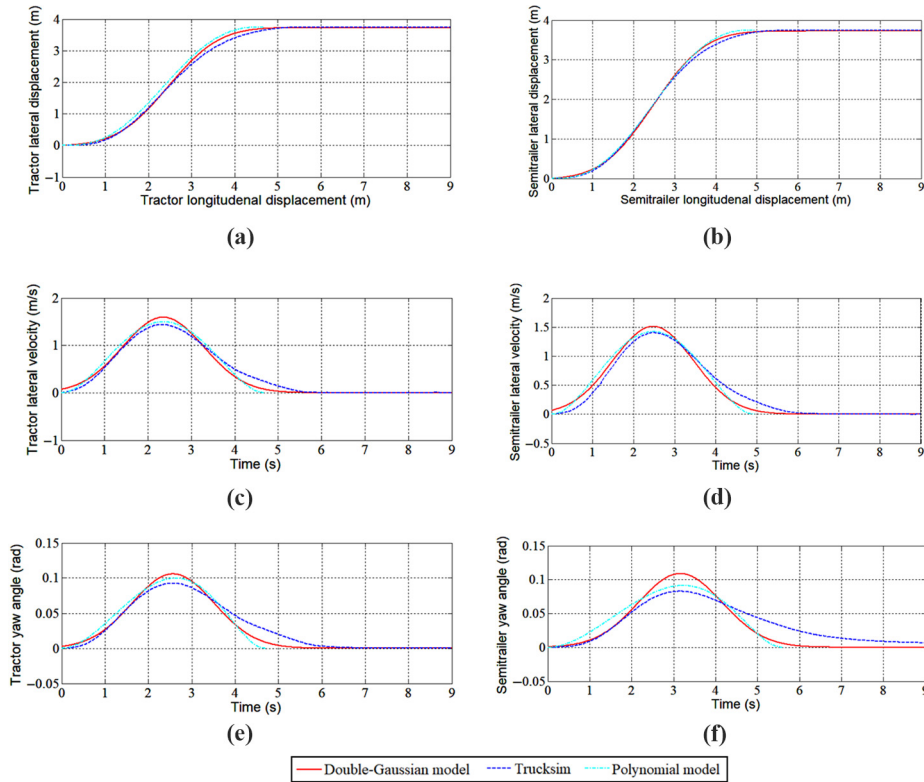 Tractor lateral displacement (m)
4
3
2
1
0
−1
0 1 2 3 4 5 6 7 8 9
Tractor longitudenal displacement (m)
(a)
Semitrailer lateral displacement (m)
4
3
2
1
0
0 1 2 3 4 5 6 7 8 9
Semitrailer longitudenal displacement (m)
(b)
Tractor lateral velocity (m/s)
2
1
0
−1
0 1 2 3 4 5 6 7 8 9
Time (s)
(c)
Semitrailer lateral velocity (m/s)
2
1.5
1
0.5
0
−0.5
0 1 2 3 4 5 6 7 8 9
Time (s)
(d)
Tractor yaw angle (rad)
0.15
0.1
0.05
0
−0.05
0 1 2 3 4 5 6 7 8 9
Time (s)
(e)
Semitrailer yaw angle (rad)
0.15
0.1
0.05
0
−0.05
0 1 2 3 4 5 6 7 8 9
Time (s)
(f)
Double-Gaussian model Trucksim Polynomial model